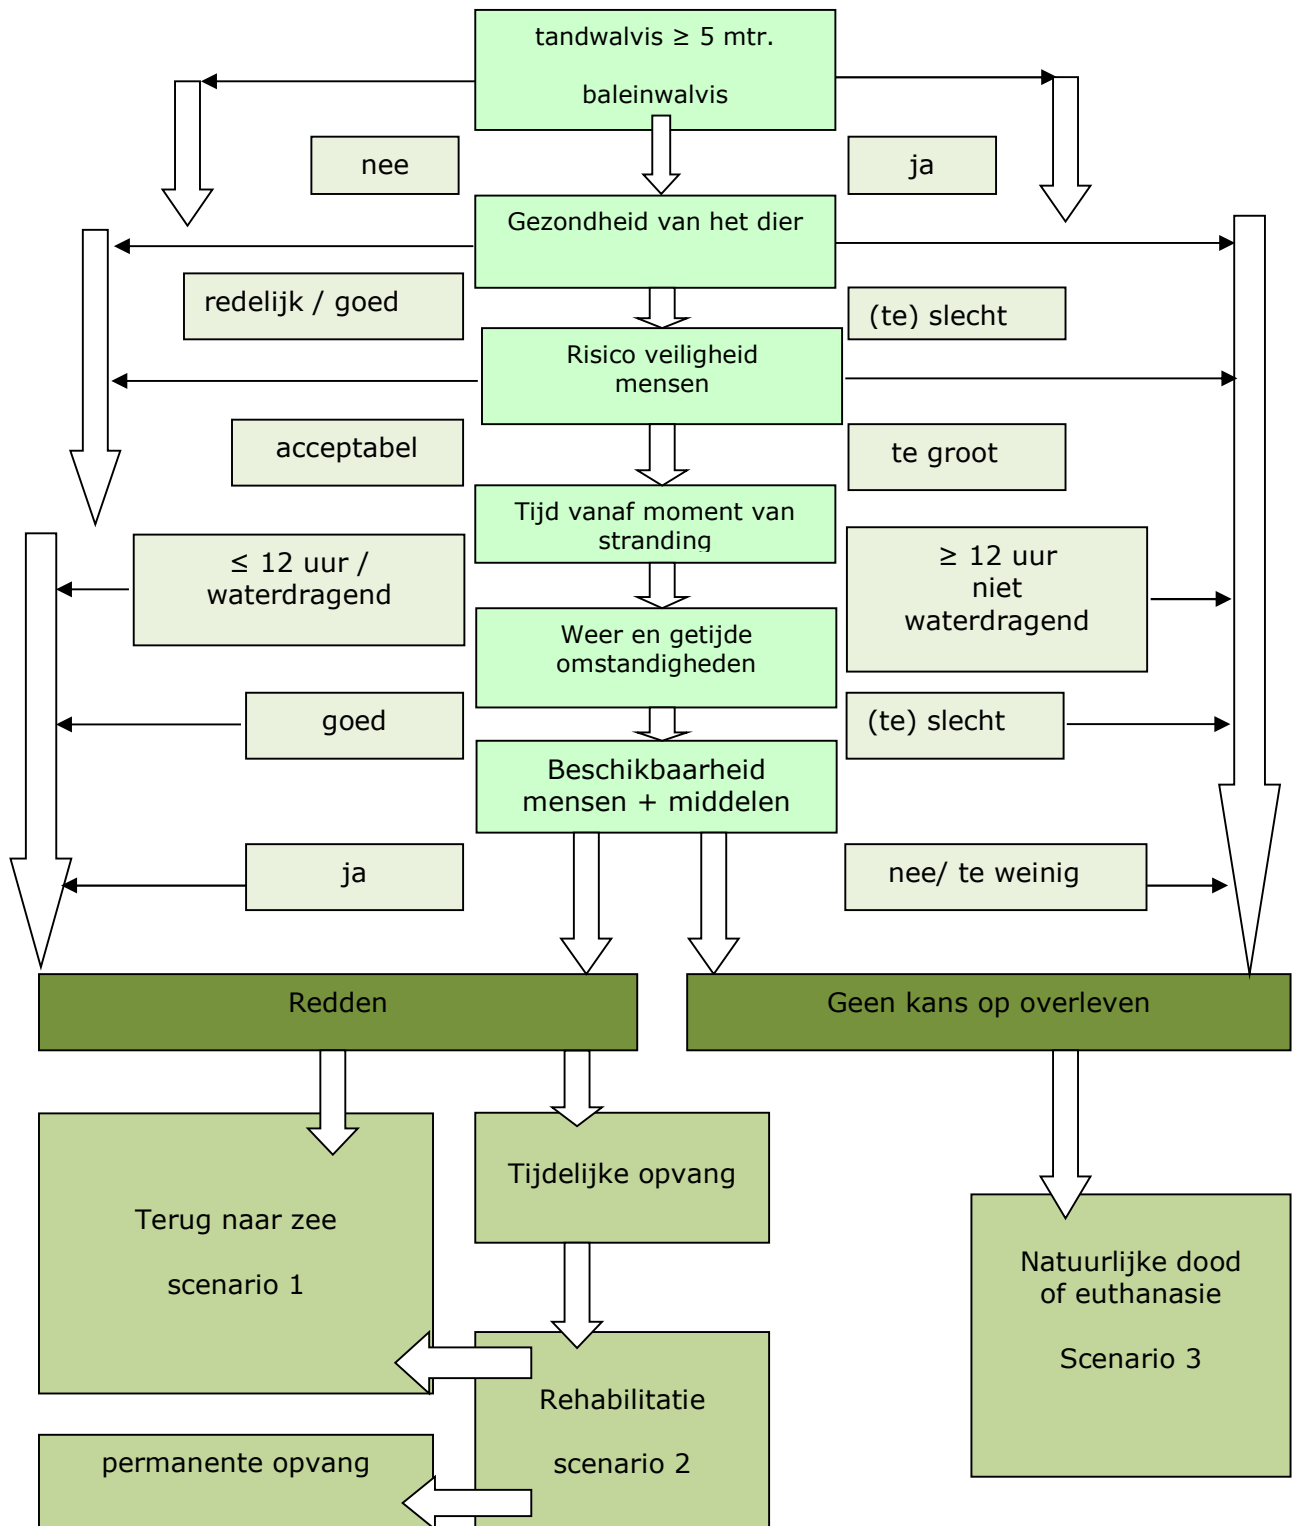 tandwalvis ≥ 5 mtr.
baleinwalvis
nee
ja
Gezondheid van het dier
redelijk / goed
(te) slecht
Risico veiligheid
mensen
acceptabel
te groot
Tijd vanaf moment van
stranding
≤ 12 uur /
waterdragend
≥ 12 uur
niet
waterdragend
Weer en getijde
omstandigheden
goed
(te) slecht
Beschikbaarheid
mensen + middelen
ja
nee/ te weinig
Redden
Geen kans op overleven
Terug naar zee
scenario 1
Tijdelijke opvang
Natuurlijke dood
of euthanasie
Scenario 3
Rehabilitatie
scenario 2
permanente opvang